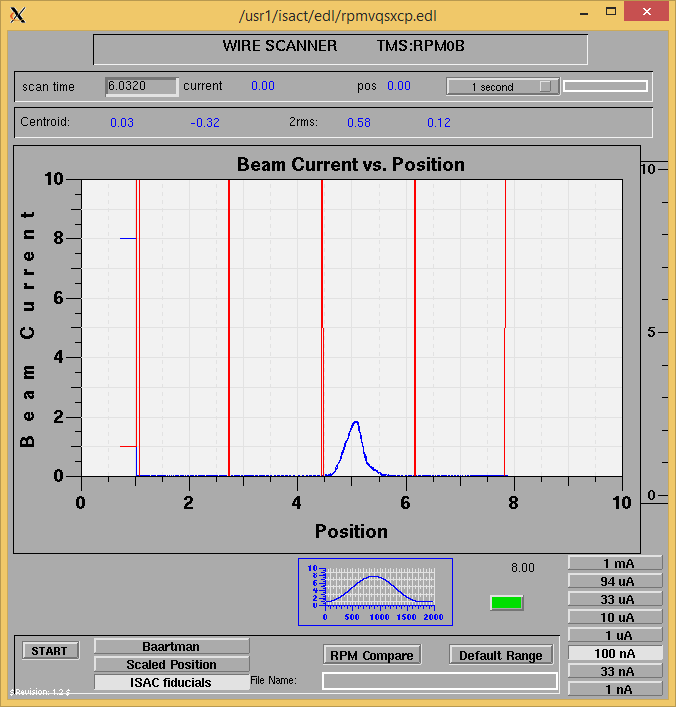 /usr1/isact/edl/rpmvqsxcp.edl
WIRE SCANNER TMS:RPM0B
scan time 6.0320 current 0.00 pos 0.00 1 second
Centroid: 0.03 -0.32 2rms: 0.58 0.12
Beam Current vs. Position
10
8
6
4
2
0
Beam Current
0 2 4 6 8 10
Position
10
5
0
10
8
6
4
2
0
0 500 1000 1500 2000
8.00
1 mA
94 uA
33 uA
10 uA
1 uA
100 nA
33 nA
1 nA
START
Baartman
Scaled Position
ISAC fiducials
RPM Compare
Default Range
File Name:
$Revision: 1.2 $